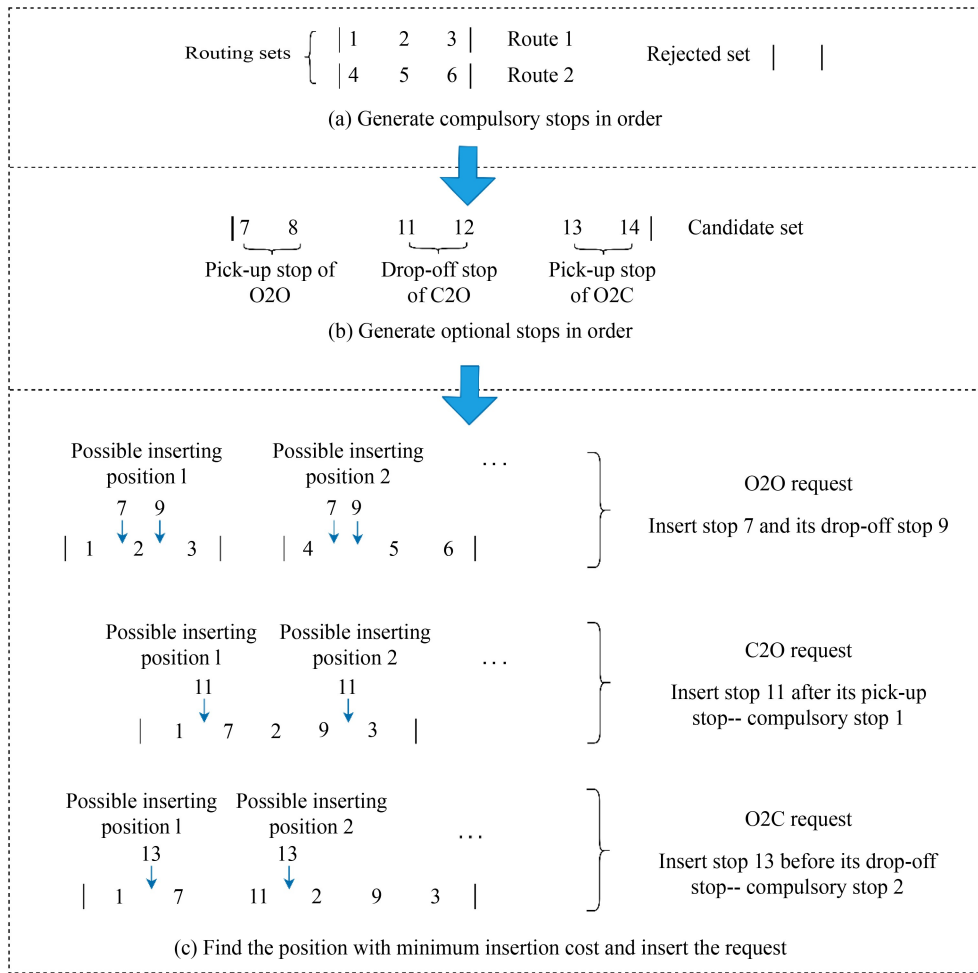 Routing sets
| 1 2 3 | Route 1
| 4 5 6 | Route 2
Rejected set | |
(a) Generate compulsory stops in order
| 7 8 11 12 13 14 | Candidate set
Pick-up stop of
O2O
Drop-off stop
of C2O
Pick-up stop
of O2C
(b) Generate optional stops in order
Possible inserting
position l
7 9
| 1 2 3 |
Possible inserting
position 2
7 9
| 4 5 6 |
...
O2O request
Insert stop 7 and its drop-off stop 9
Possible inserting
position l
11
Possible inserting
position 2
11
| 1 7 2 9 3 |
...
C2O request
Insert stop 11 after its pick-up
stop-- compulsory stop 1
Possible inserting
position l
13
Possible inserting
position 2
13
| 1 7 11 2 9 3 |
...
O2C request
Insert stop 13 before its drop-off
stop-- compulsory stop 2
(c) Find the position with minimum insertion cost and insert the request